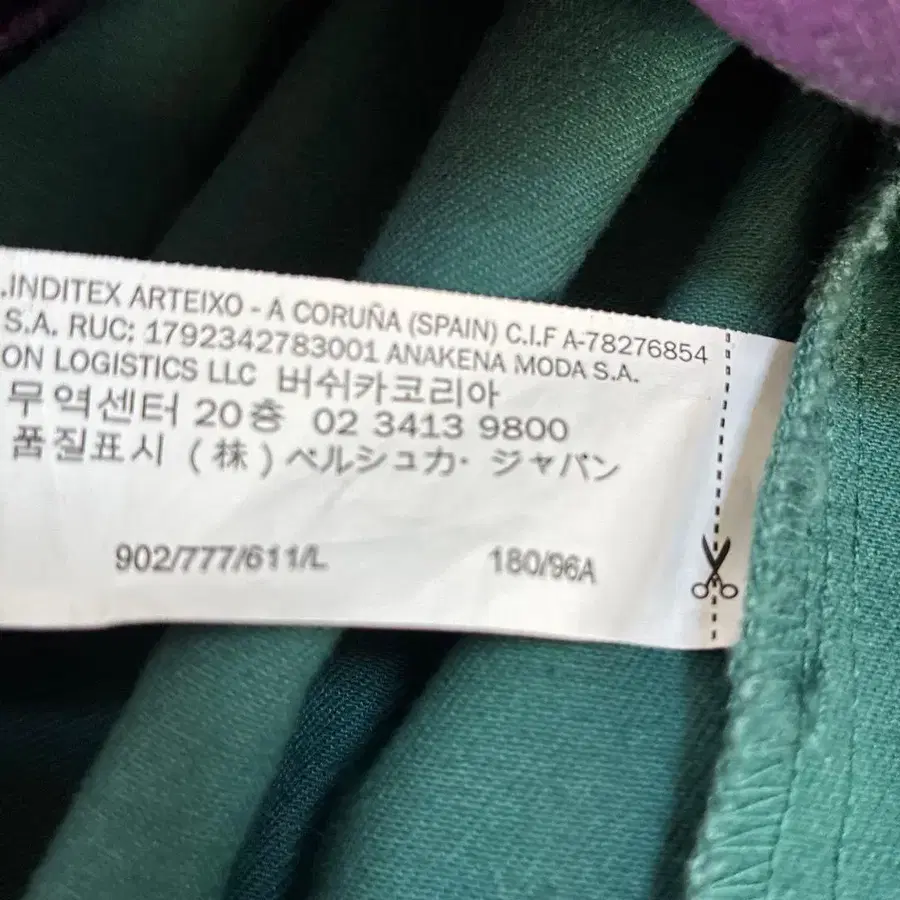 .INDITEX ARTEIXO - A CORUÑA (SPAIN) C.I.F A-78276854
S.A. RUC: 1792342783001 ANAKENA MODA S.A.
ON LOGISTICS LLC 버쉬카코리아
무역센터 20층 02 3413 9800
품질표시 (株)ベルシュカ・ジャパン
902/777/611/L 180/96A